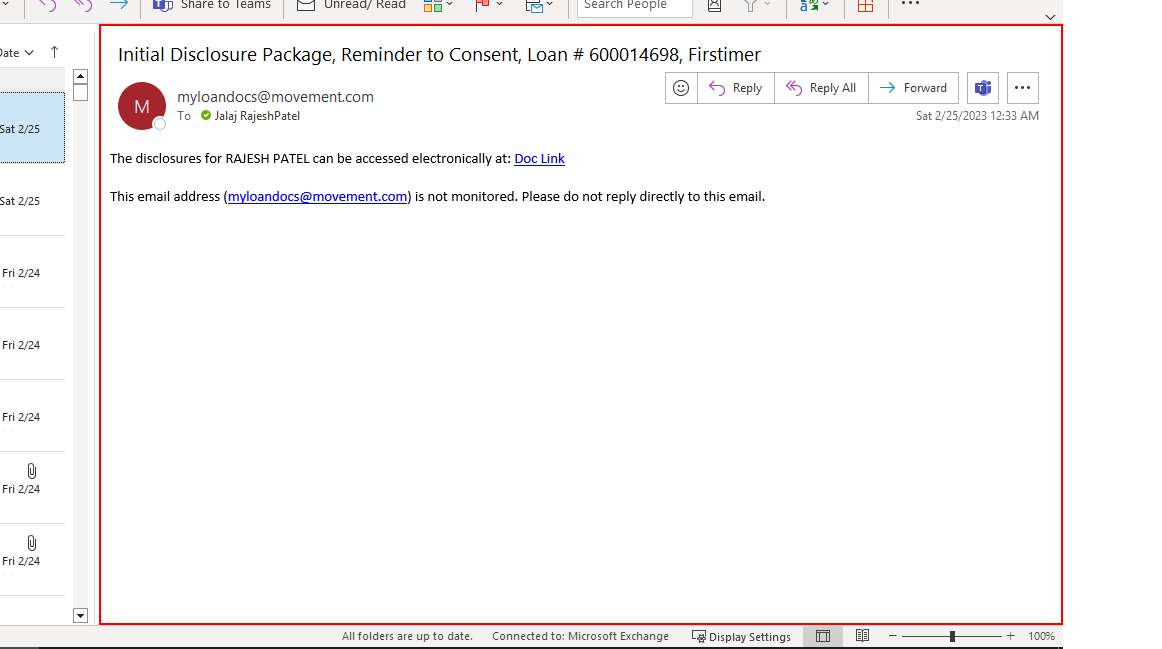 Share to Teams
Unread/ Read
Search People
Date
Initial Disclosure Package, Reminder to Consent, Loan # 600014698, Firstimer
M
myloandocs@movement.com
To Jalaj RajeshPatel
Reply
Reply All
Forward
Sat 2/25/2023 12:33 AM
The disclosures for RAJESH PATEL can be accessed electronically at: Doc Link
This email address (myloandocs@movement.com) is not monitored. Please do not reply directly to this email.
Sat 2/25
Sat 2/25
Fri 2/24
Fri 2/24
Fri 2/24
Fri 2/24
Fri 2/24
All folders are up to date.
Connected to: Microsoft Exchange
Display Settings
100%